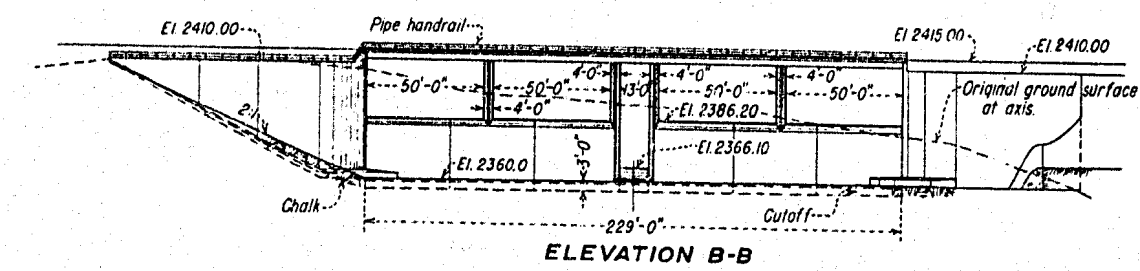 El. 2410.00
Pipe handrail
El. 2415.00
El. 2410.00
4'-0"
4'-0"
4'-0"
50'-0"
50'-0"
13'-0"
50'-0"
50'-0"
Original ground surface
at axis.
4'-0"
El. 2386.20
2:1
3'-0"
El. 2366.10
El. 2360.0
Chalk
Cutoff
229'-0"
ELEVATION B-B